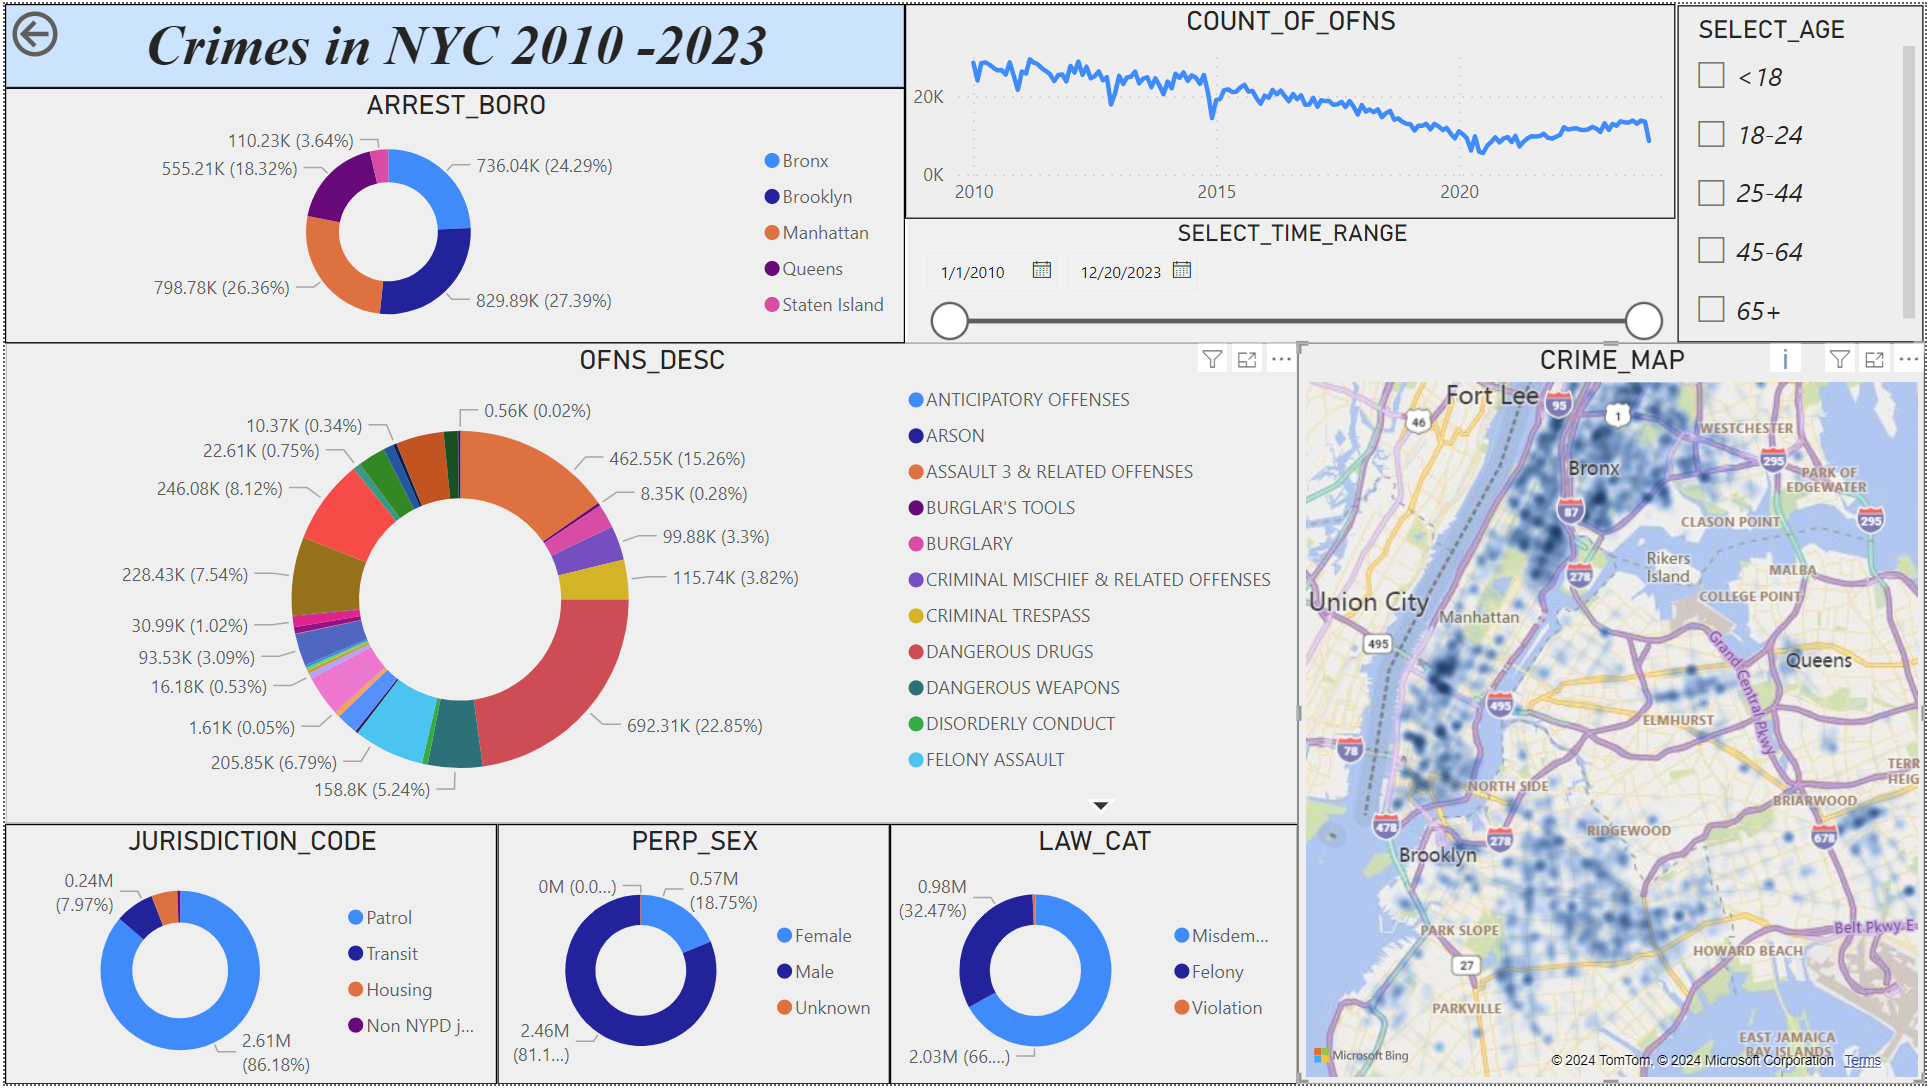 Crimes in NYC 2010 -2023
ARREST_BORO
110.23K (3.64%)
555.21K (18.32%)
736.04K (24.29%)
798.78K (26.36%)
829.89K (27.39%)
Bronx
Brooklyn
Manhattan
Queens
Staten Island
COUNT_OF_OFNS
20K
0K
2010
2015
2020
SELECT_TIME_RANGE
1/1/2010
12/20/2023
SELECT_AGE
<18
18-24
25-44
45-64
65+
OFNS_DESC
0.56K (0.02%)
10.37K (0.34%)
22.61K (0.75%)
246.08K (8.12%)
228.43K (7.54%)
30.99K (1.02%)
93.53K (3.09%)
16.18K (0.53%)
1.61K (0.05%)
205.85K (6.79%)
158.8K (5.24%)
462.55K (15.26%)
8.35K (0.28%)
99.88K (3.3%)
115.74K (3.82%)
692.31K (22.85%)
ANTICIPATORY OFFENSES
ARSON
ASSAULT 3 & RELATED OFFENSES
BURGLAR'S TOOLS
BURGLARY
CRIMINAL MISCHIEF & RELATED OFFENSES
CRIMINAL TRESPASS
DANGEROUS DRUGS
DANGEROUS WEAPONS
DISORDERLY CONDUCT
FELONY ASSAULT
CRIME_MAP
i
Fort Lee
95
1
46
WESTCHESTER
Bronx
295
PARK OF
EDGEWATER
87
CLASON POINT
295
Rikers
Island
278
MALBA
COLLEGE POINT
Union City
Manhattan
495
Grand Central Pkwy
Queens
495
ELMHURST
78
TERR
HEIG
NORTH SIDE
BRIARWOOD
478
278
RIDGEWOOD
678
Brooklyn
PARK SLOPE
Belt Pkwy E
HOWARD BEACH
27
PARKVILLE
EAST JAMAICA
BAY ISLANDS
Microsoft Bing
© 2024 TomTom, © 2024 Microsoft Corporation Terms
JURISDICTION_CODE
0.24M
(7.97%)
2.61M
(86.18%)
Patrol
Transit
Housing
Non NYPD j...
PERP_SEX
0M (0.0...)
0.57M
(18.75%)
2.46M
(81.1...)
Female
Male
Unknown
LAW_CAT
0.98M
(32.47%)
2.03M (66....)
Misdem...
Felony
Violation